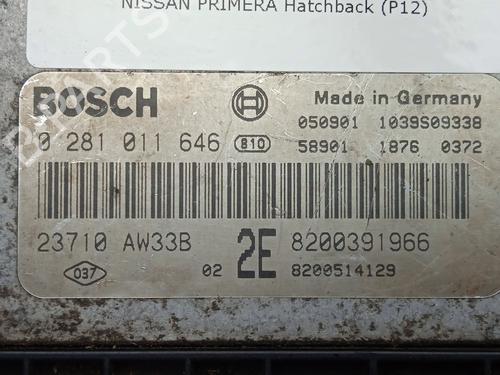 NISSAN PRIMERA Hatchback (P12)
BOSCH Made in Germany
0 281 011 646 810 050901 1039S09338
58901 1876 0372
23710 AW33B 2E 8200391966
037 02 8200514129